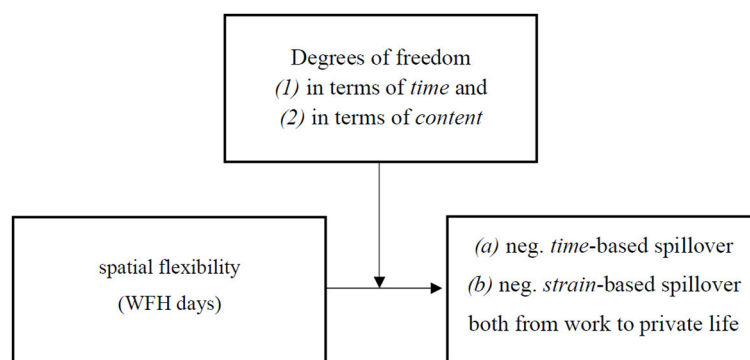 Degrees of freedom
(1) in terms of time and
(2) in terms of content
spatial flexibility
(WFH days)
(a) neg. time-based spillover
(b) neg. strain-based spillover
both from work to private life